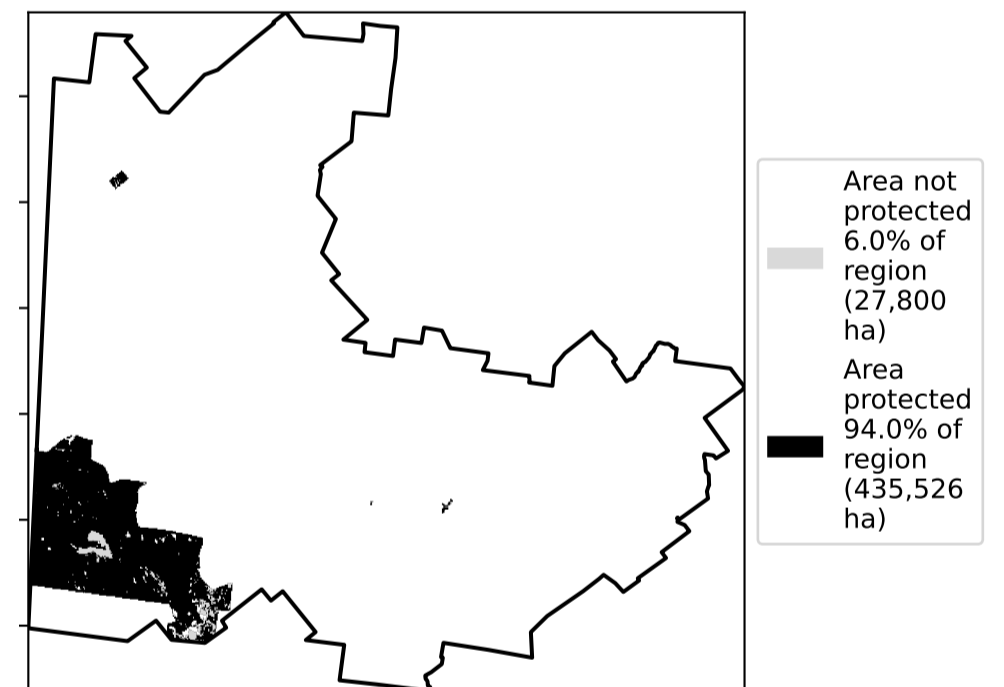 Area not
protected
6.0% of
region
(27,800
ha)
Area
protected
94.0% of
region
(435,526
ha)